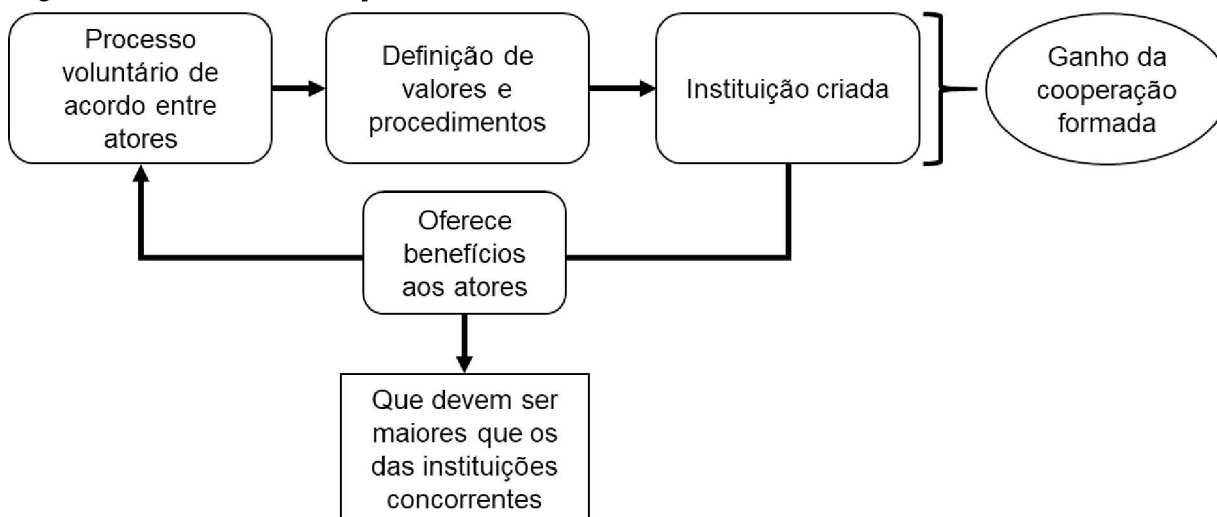 Processo
voluntário de
acordo entre
atores
Definição de
valores e
procedimentos
Instituição criada
Ganho da
cooperação
formada
Oferece
benefícios
aos atores
Que devem ser
maiores que os
das instituições
concorrentes